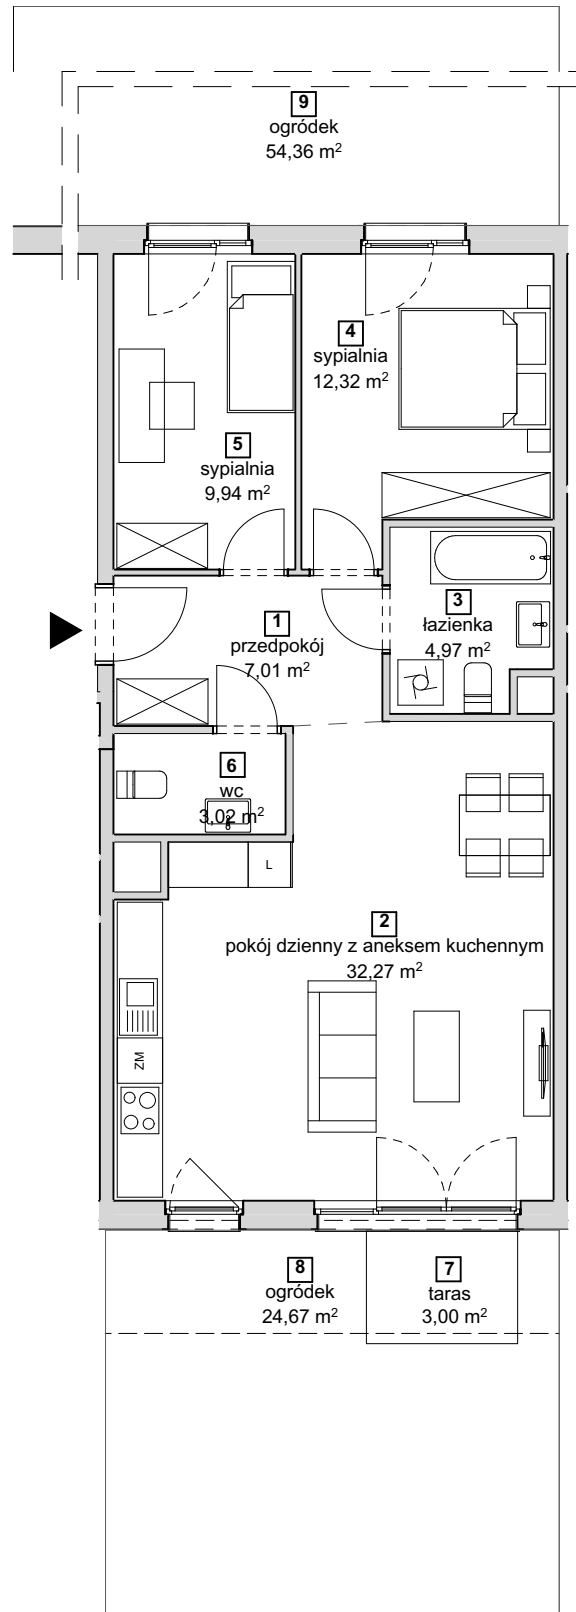 9
ogródek
54,36 m²
4
sypialnia
12,32 m²
5
sypialnia
9,94 m²
3
łazienka
4,97 m²
1
przedpokój
7,01 m²
6
wc
3,02 m²
L
2
pokój dzienny z aneksem kuchennym
32,27 m²
ZM
8
ogródek
24,67 m²
7
taras
3,00 m²